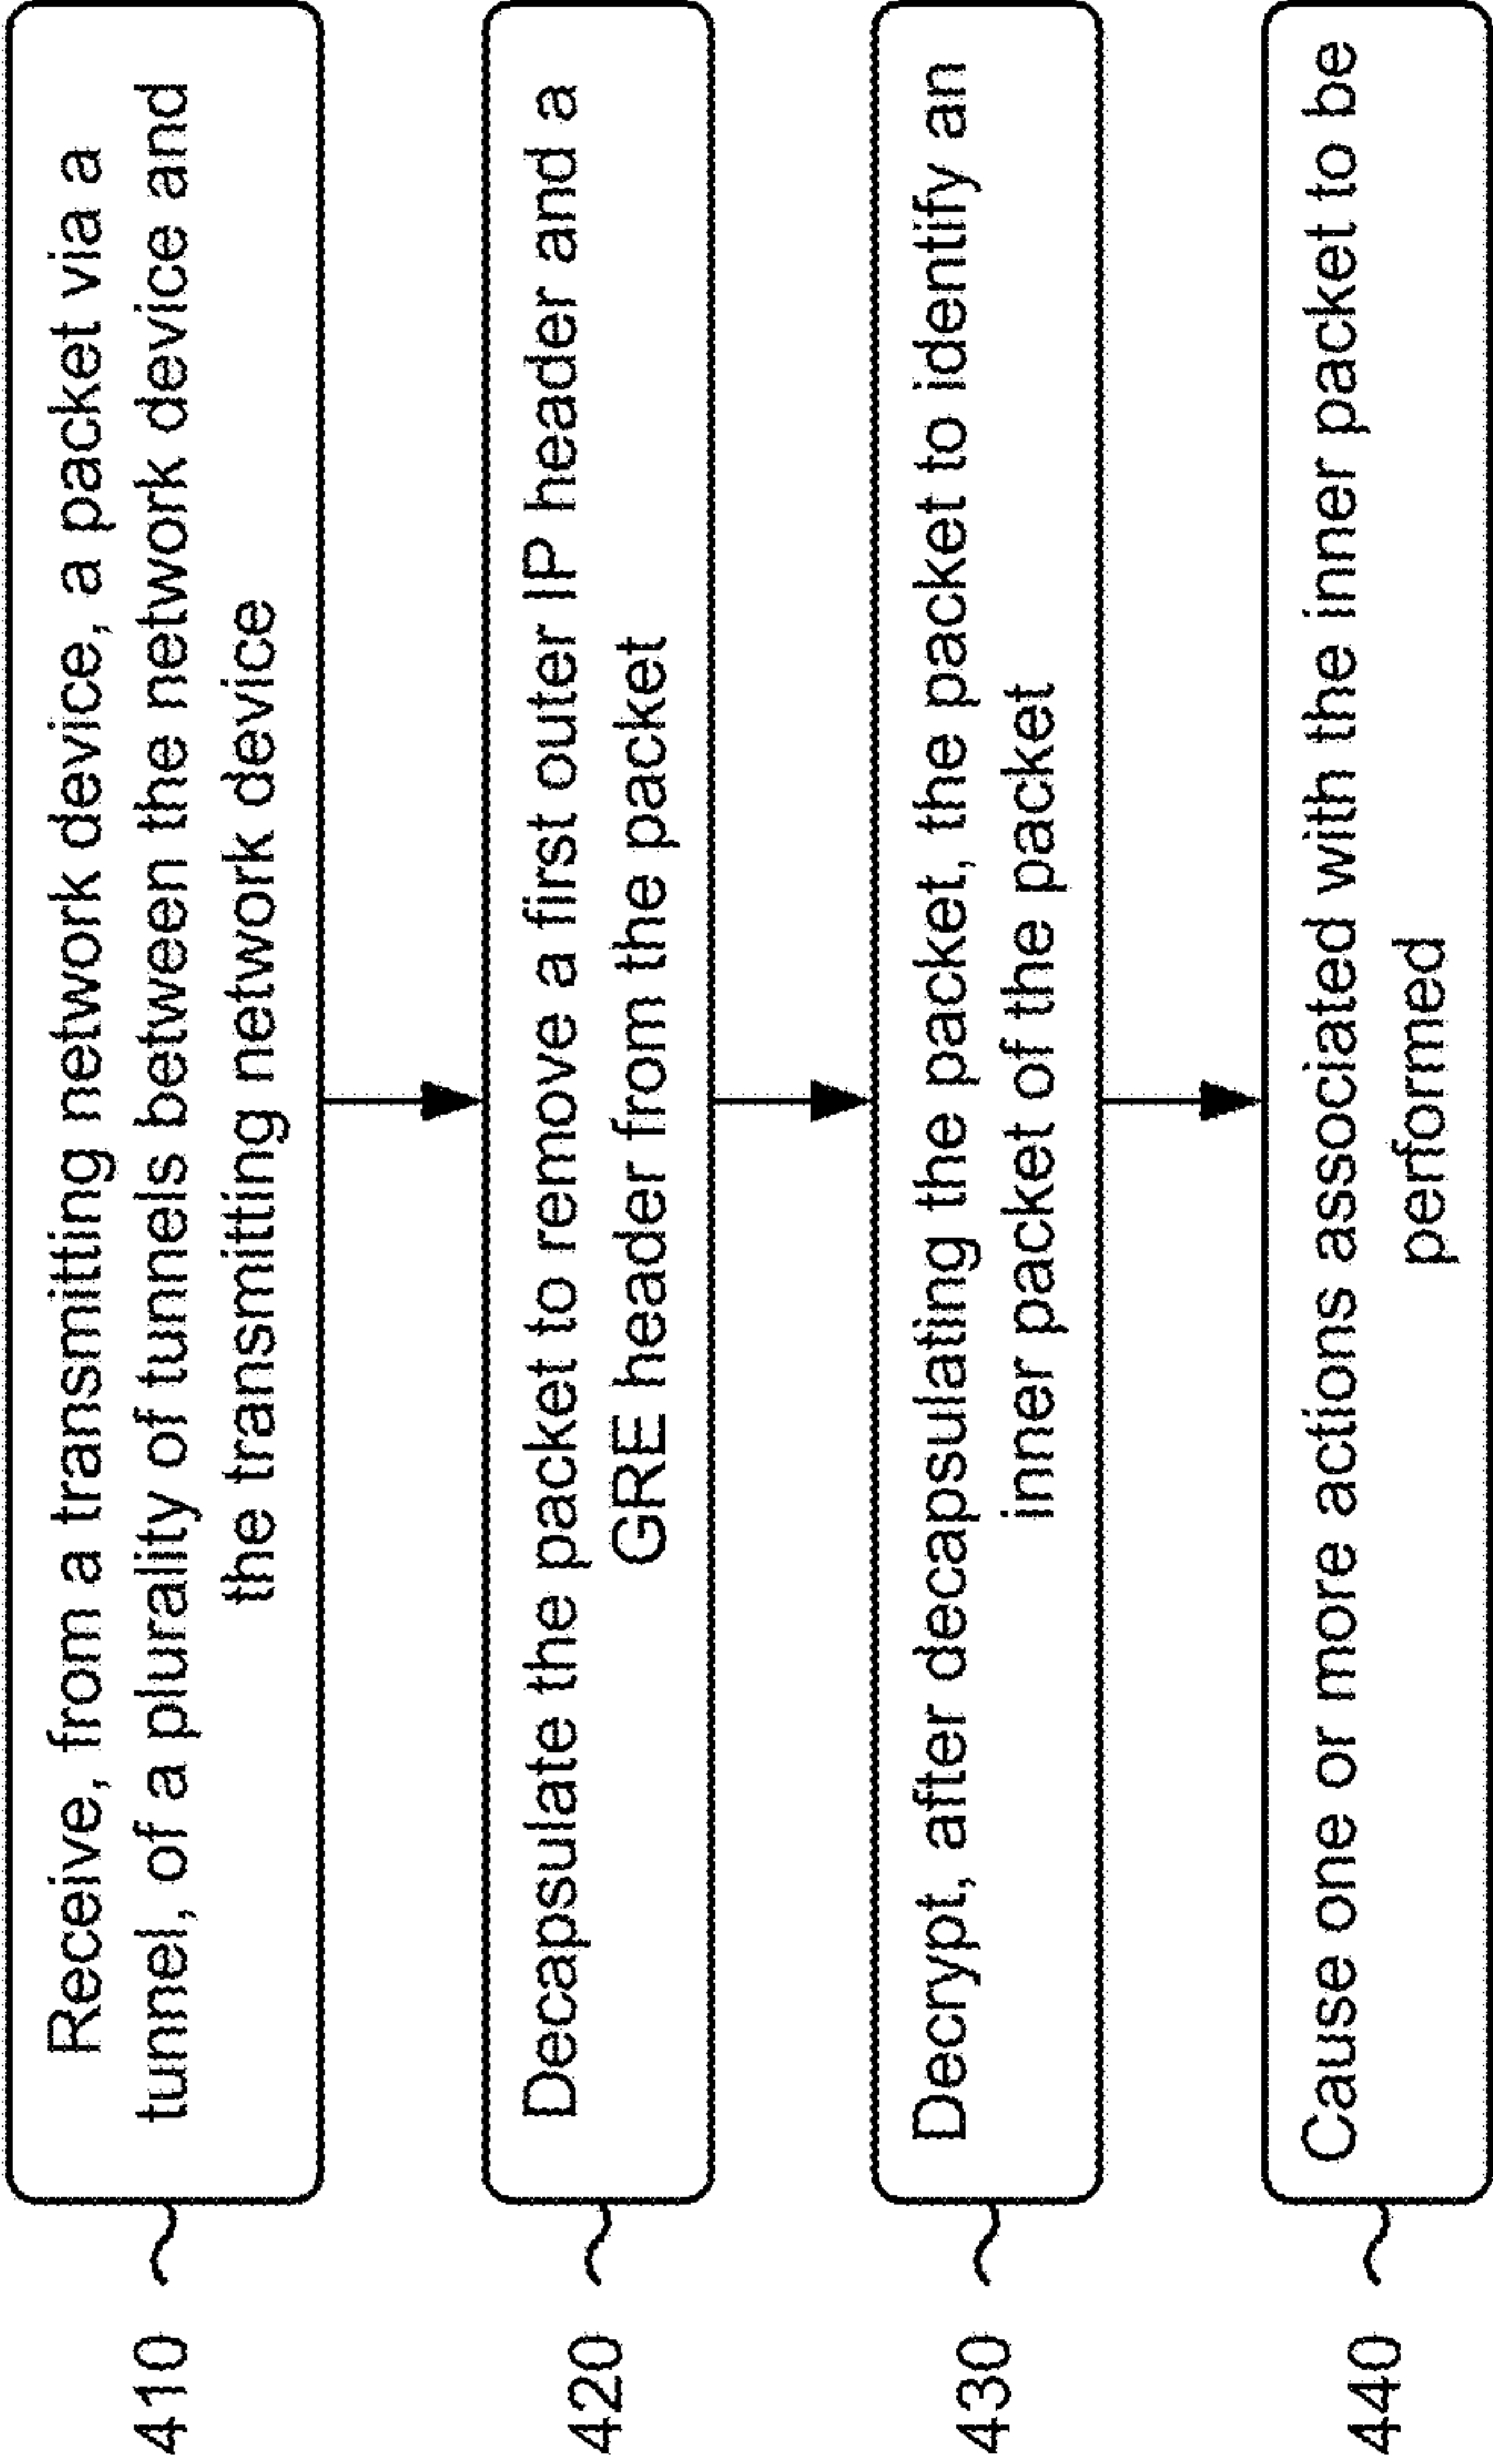 410
Receive, from a transmitting network device, a packet via a
tunnel, of a plurality of tunnels between the network device and
the transmitting network device
420
Decapsulate the packet to remove a first outer IP header and a
GRE header from the packet
430
Decrypt, after decapsulating the packet, the packet to identify an
inner packet of the packet
440
Cause one or more actions associated with the inner packet to be
performed